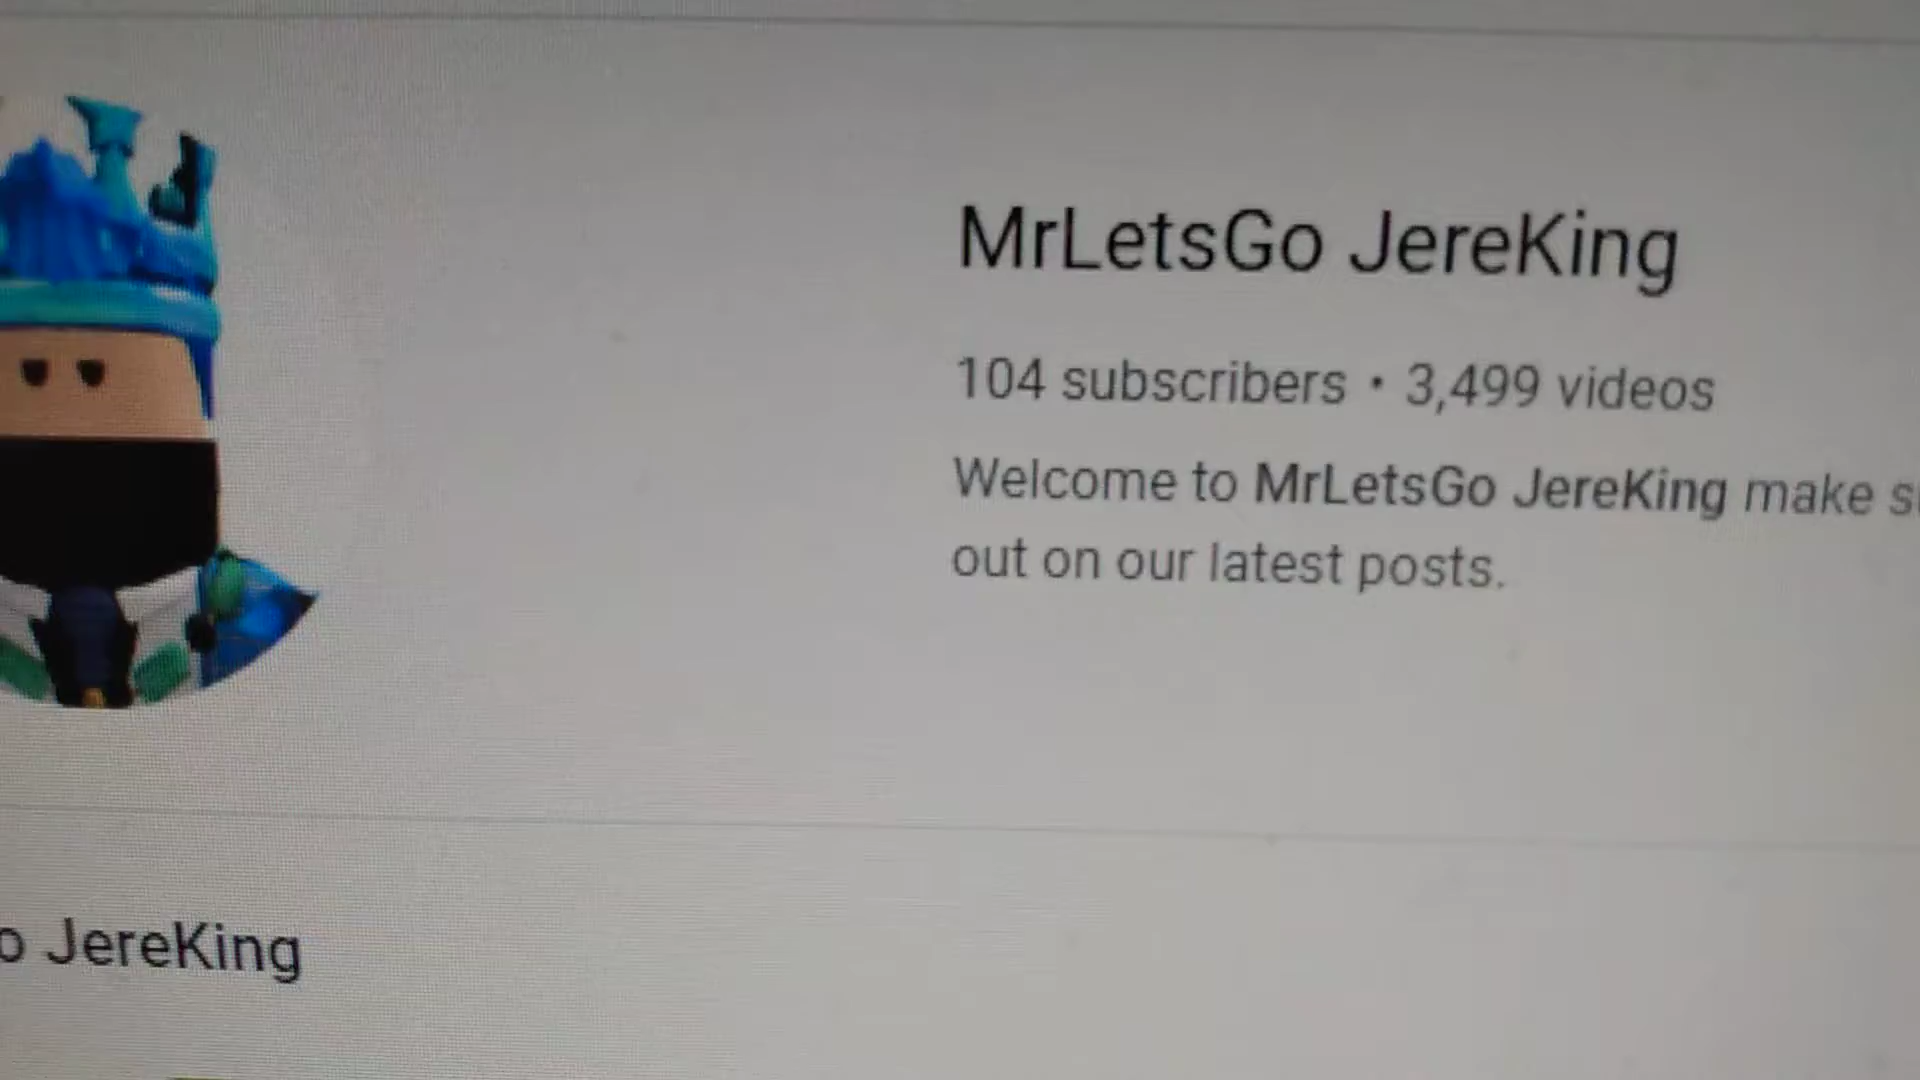 MrLetsGo JereKing
104 subscribers • 3,499 videos
Welcome to MrLetsGo JereKing make
out on our latest posts.
JereKing